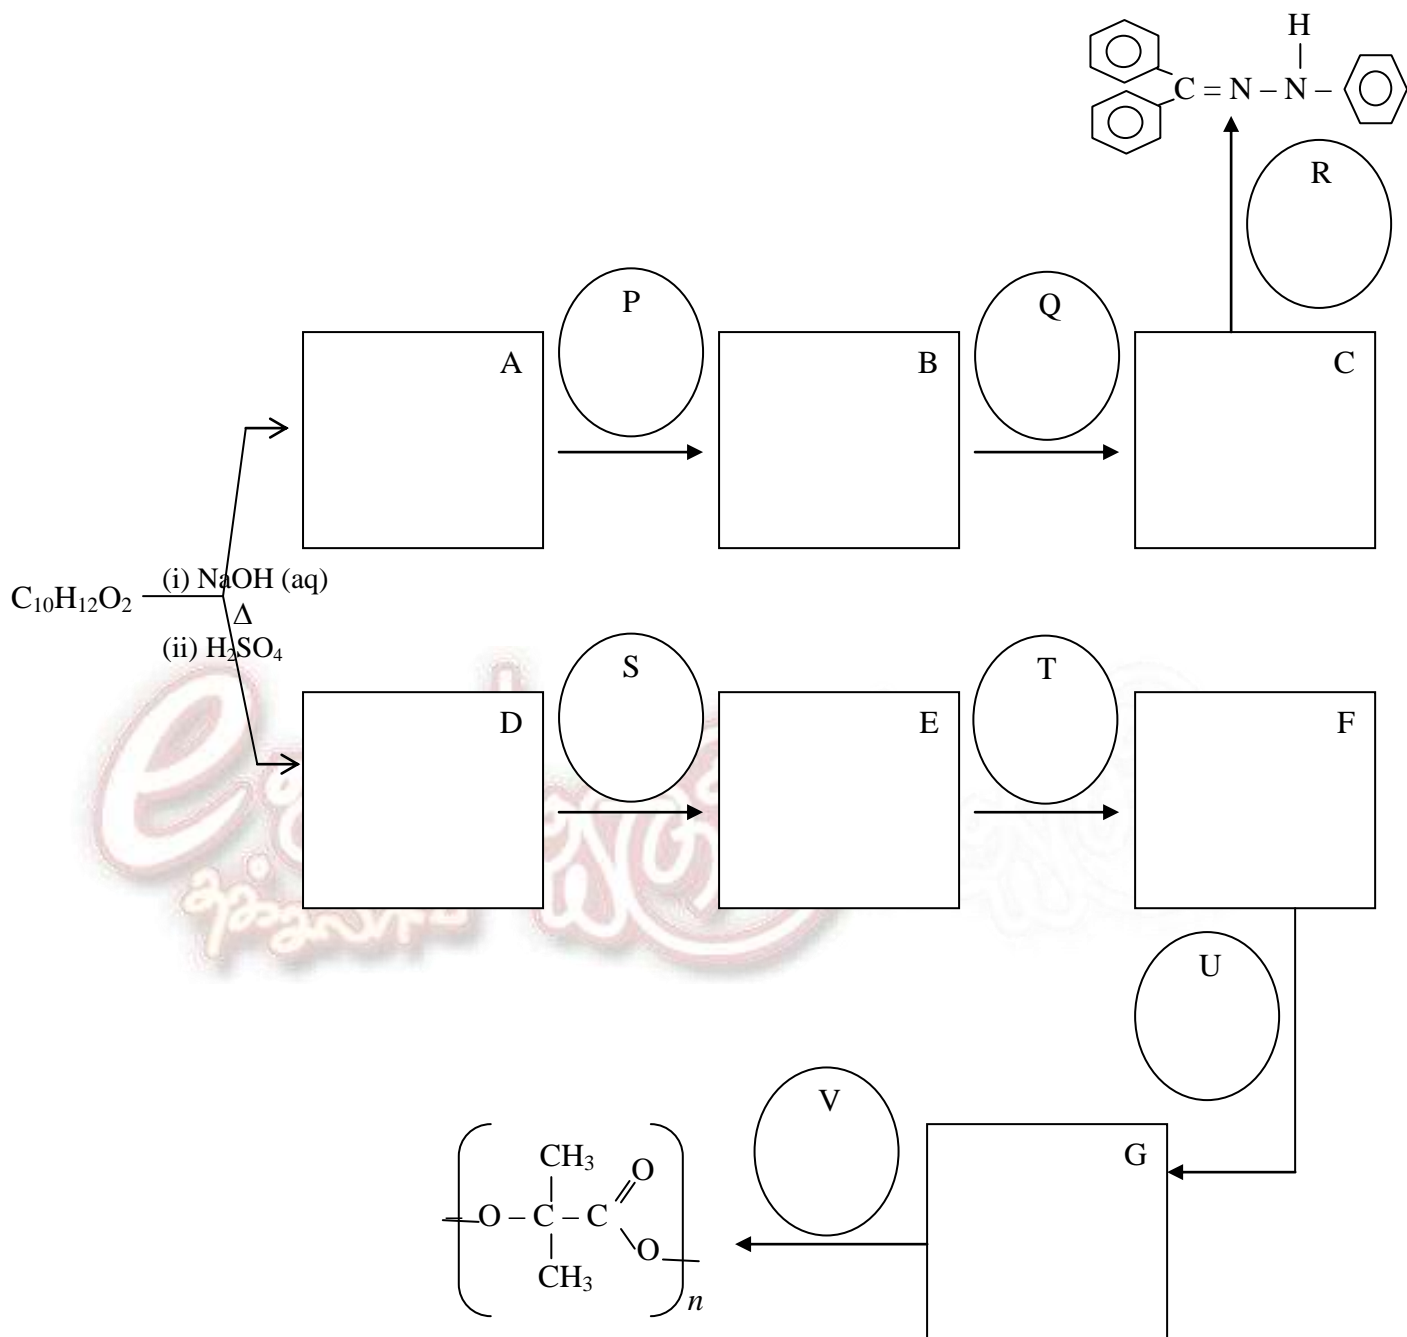 H
C = N – N –
R
P
Q
A
B
C
(i) NaOH (aq)
C₁₀H₁₂O₂
Δ
(ii) H₂SO₄
S
T
D
E
F
U
V
G
CH₃
O
– O – C – C
O
CH₃
n